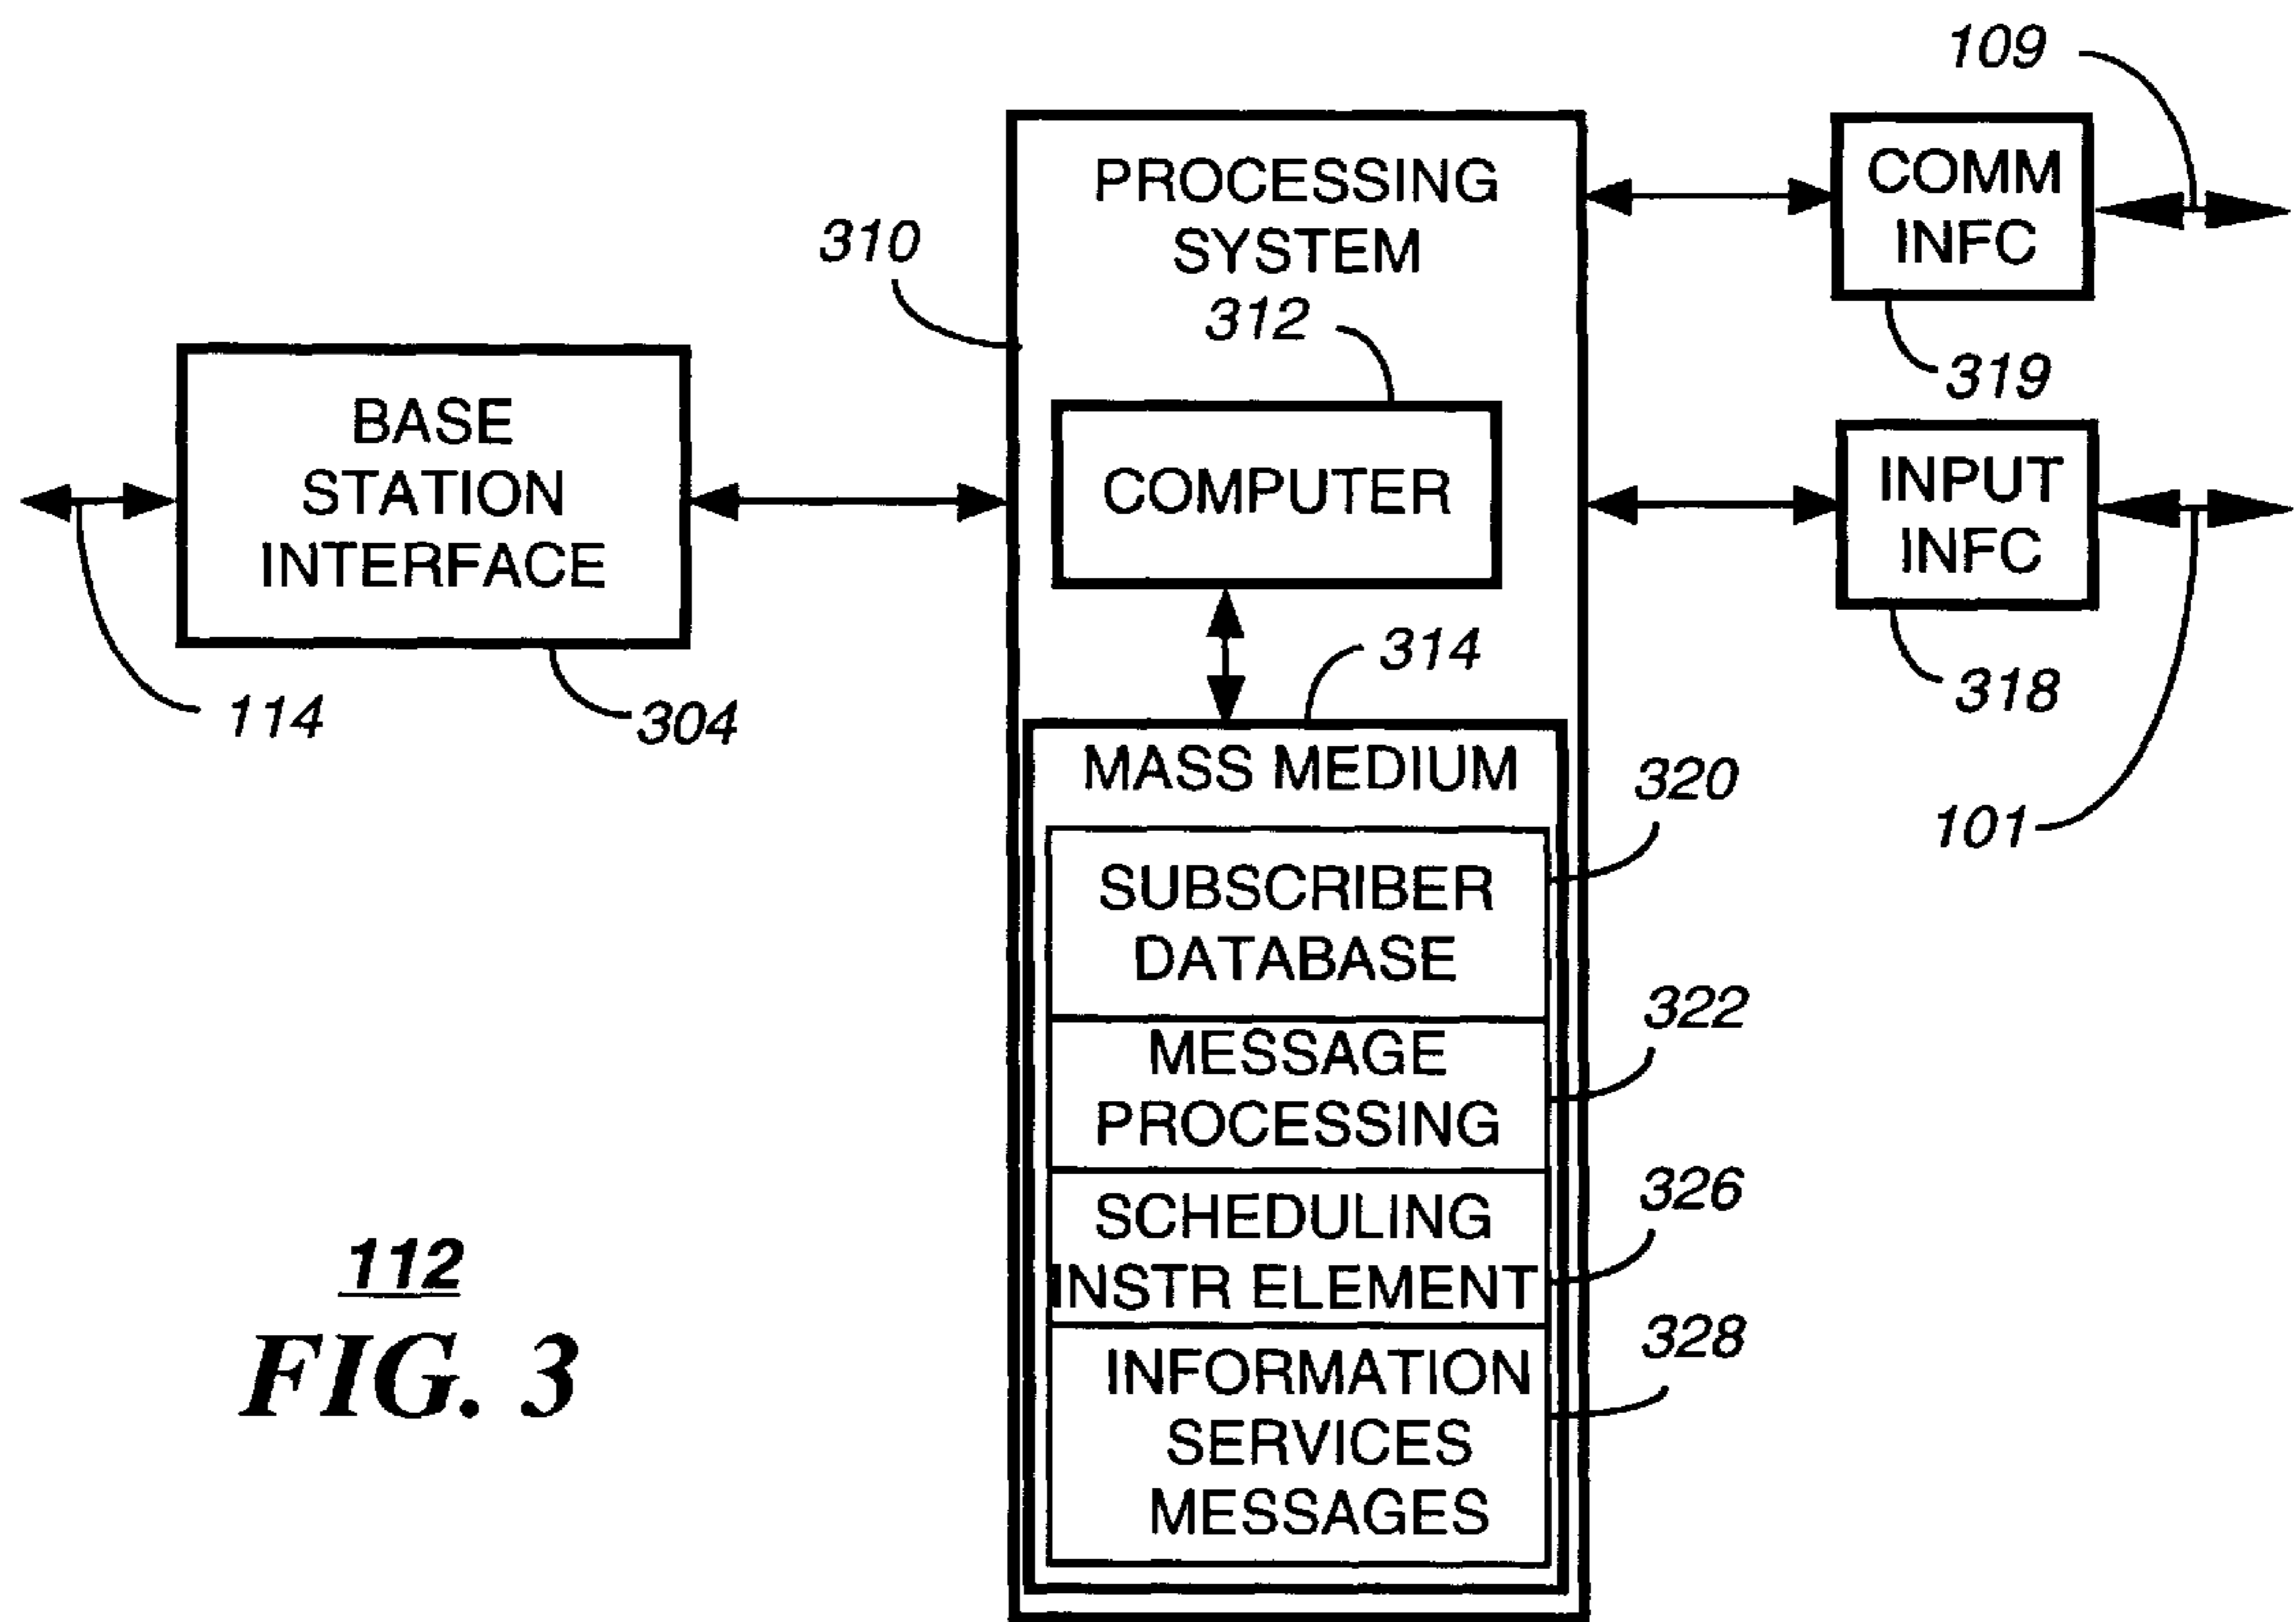 109
PROCESSING
SYSTEM
310
312
COMM
INFC
319
BASE
STATION
INTERFACE
COMPUTER
INPUT
INFC
114
304
314
318
MASS MEDIUM
320
101
SUBSCRIBER
DATABASE
322
MESSAGE
PROCESSING
326
SCHEDULING
INSTR ELEMENT
328
INFORMATION
SERVICES
MESSAGES
112
FIG. 3